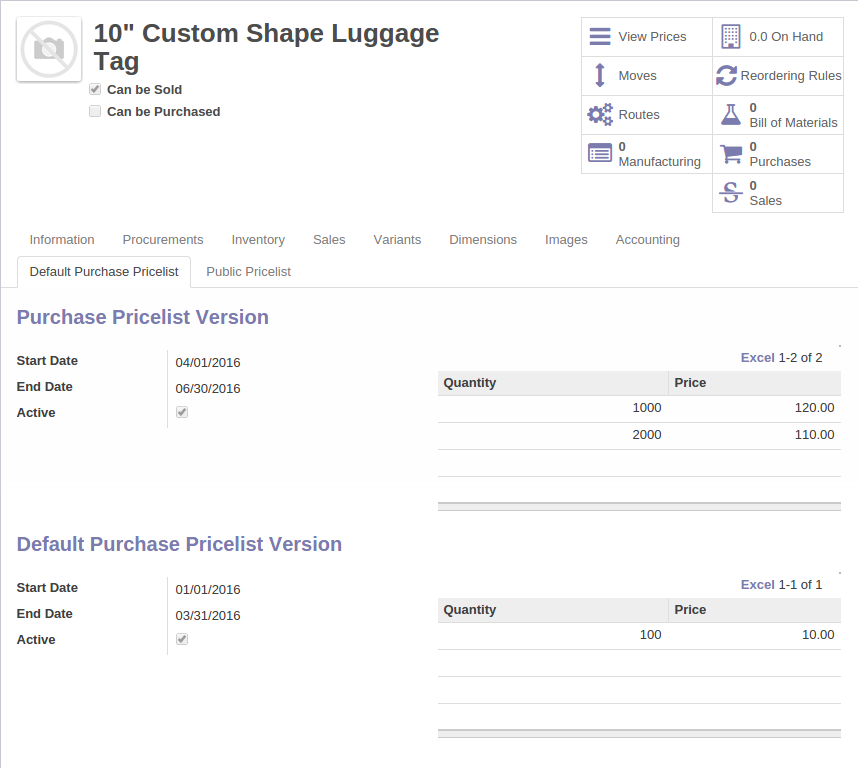 10" Custom Shape Luggage
Tag
Can be Sold
Can be Purchased
View Prices
0.0 On Hand
Moves
Reordering Rules
Routes
0
Bill of Materials
0
Manufacturing
0
Purchases
0
Sales
Information Procurements Inventory Sales Variants Dimensions Images Accounting
Default Purchase Pricelist Public Pricelist
Purchase Pricelist Version
Start Date 04/01/2016
End Date 06/30/2016
Active
Excel 1-2 of 2
Quantity Price
1000 120.00
2000 110.00
Default Purchase Pricelist Version
Start Date 01/01/2016
End Date 03/31/2016
Active
Excel 1-1 of 1
Quantity Price
100 10.00